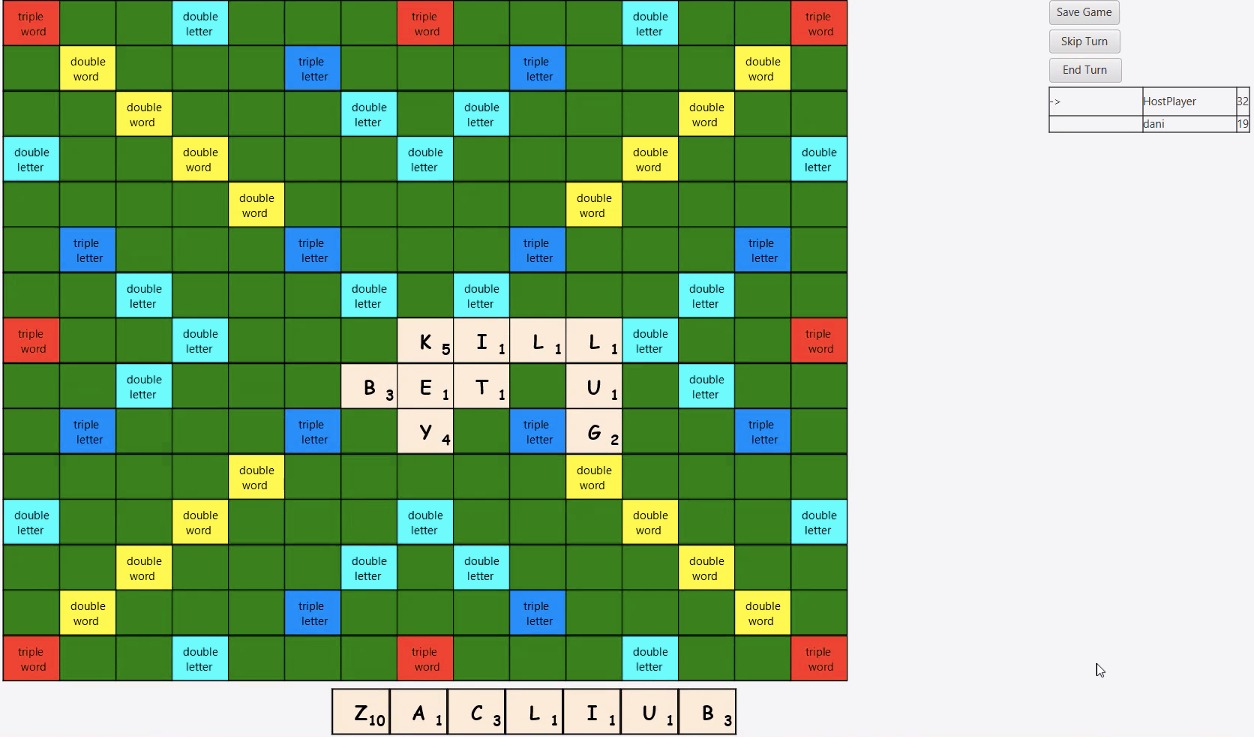 triple word double letter triple word double letter triple word
Save Game
Skip Turn
double word triple letter triple letter double word
End Turn
double word double letter double letter double word
-> HostPlayer 32
dani 19
double letter double word double letter double word double letter
double word double word
triple letter triple letter triple letter triple letter
double letter double letter double letter double letter
triple word double letter K 5 I 1 L 1 L 1 double letter triple word
double letter B 3 E 1 T 1 U 1 double letter
triple letter triple letter Y 4 triple letter G 2 triple letter
double word double word
double letter double word double letter double word double letter
double word double letter double letter double word
double word triple letter triple letter double word
triple word double letter triple word double letter triple word
Z 10 A 1 C 3 L 1 I 1 U 1 B 3